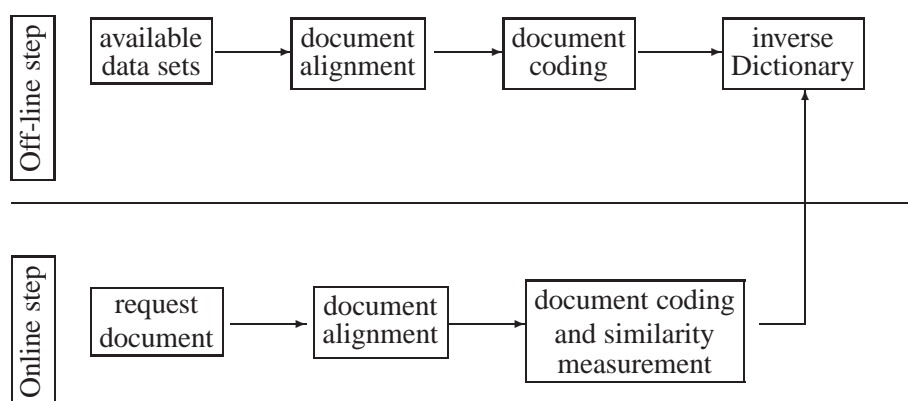 Off-line step
available
data sets
document
alignment
document
coding
inverse
Dictionary
Online step
request
document
document
alignment
document coding
and similarity
measurement